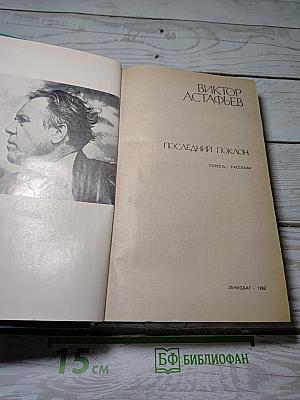 ВИКТОР
АСТАФЬЕВ
ПОСЛЕДНИЙ ПОКЛОН
ПОВЕСТЬ · РАССКАЗЫ
ЛЕНИЗДАТ · 1982
15 см
БФ БИБЛИОФАН